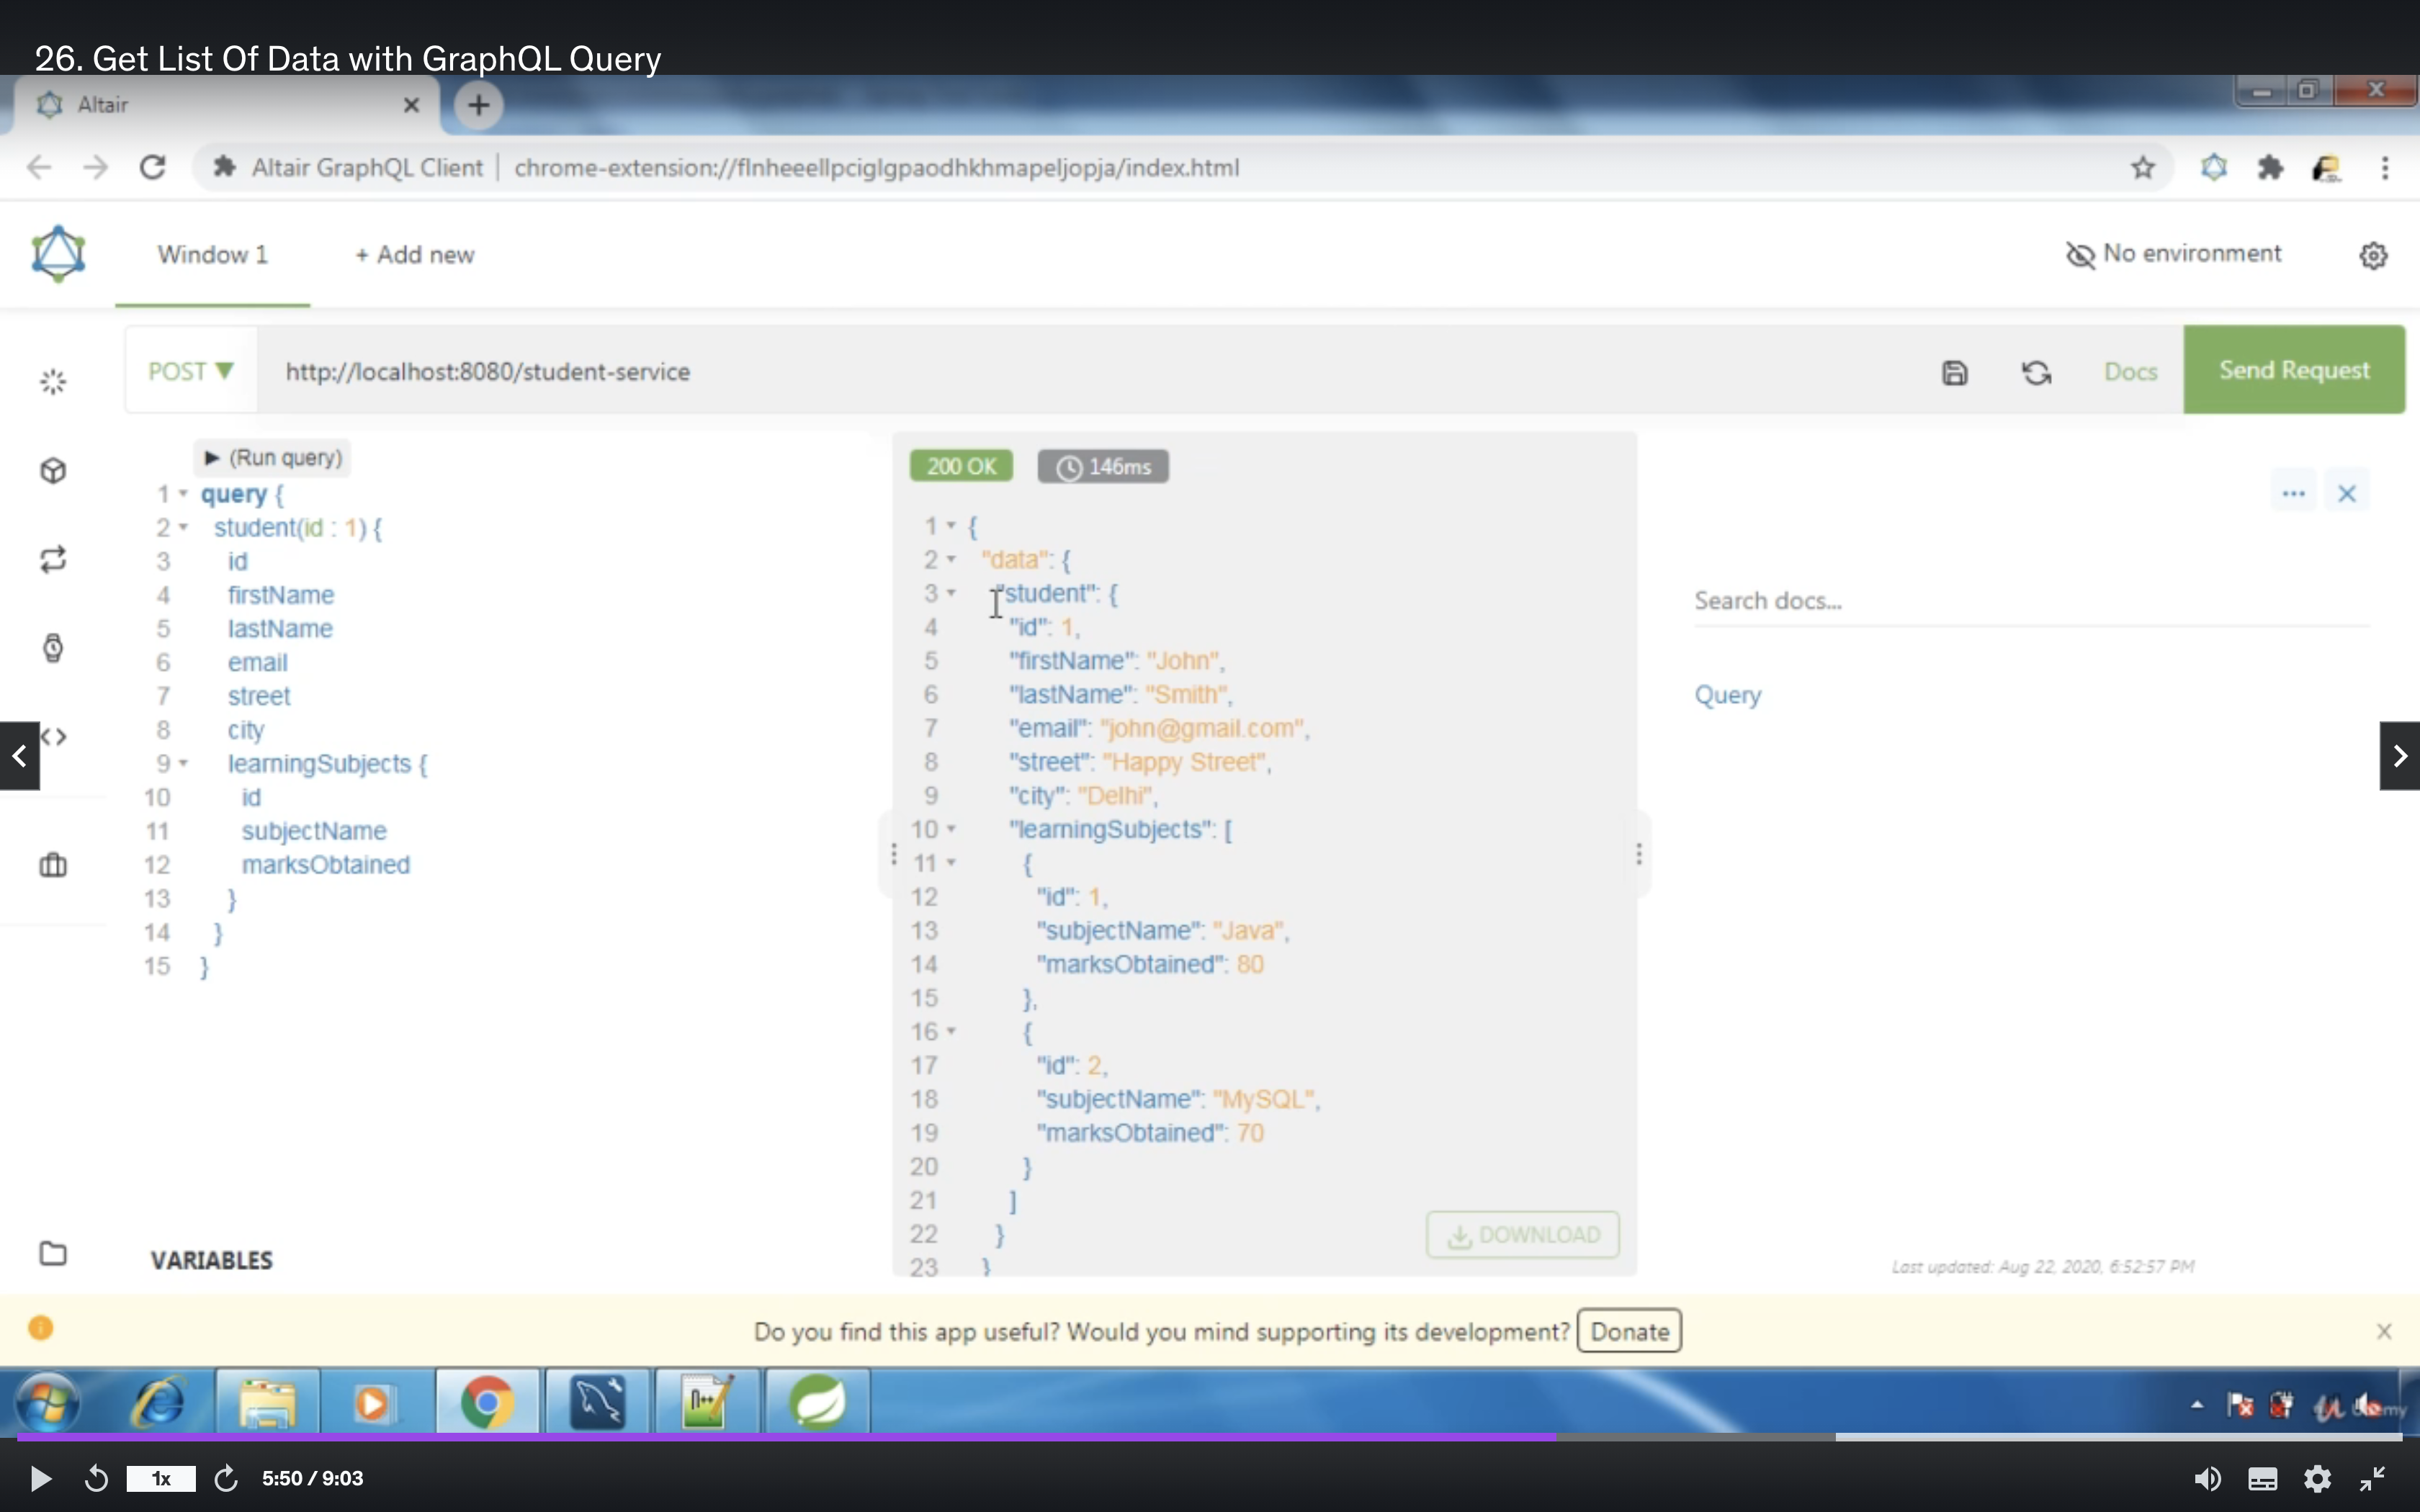 26. Get List Of Data with GraphQL Query
Altair
Altair GraphQL Client | chrome-extension://flnheeellpciglgpaodhkhmapeljopja/index.html
Window 1 + Add new No environment
POST ▼ http://localhost:8080/student-service Docs Send Request
▶ (Run query)
1 query {
2 student(id : 1) {
3 id
4 firstName
5 lastName
6 email
7 street
8 city
9 learningSubjects {
10 id
11 subjectName
12 marksObtained
13 }
14 }
15 }
VARIABLES
200 OK 146ms
1 {
2 "data": {
3 "student": {
4 "id": 1,
5 "firstName": "John",
6 "lastName": "Smith",
7 "email": "john@gmail.com",
8 "street": "Happy Street",
9 "city": "Delhi",
10 "learningSubjects": [
11 {
12 "id": 1,
13 "subjectName": "Java",
14 "marksObtained": 80
15 },
16 {
17 "id": 2,
18 "subjectName": "MySQL",
19 "marksObtained": 70
20 }
21 ]
22 }
23 }
DOWNLOAD
...
Search docs...
Query
Last updated: Aug 22, 2020, 6:52:57 PM
Do you find this app useful? Would you mind supporting its development? Donate
1x 5:50 / 9:03